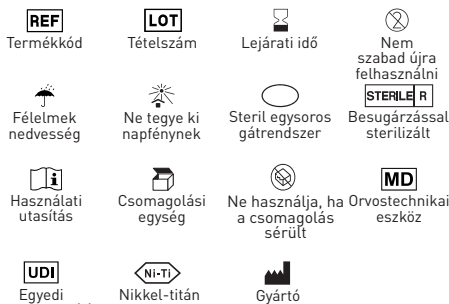 REF
LOT
2
Termékkód
Tételszám
Lejárati idő
Nem
szabad újra
felhasználni
STERILE R
Félelmek
nedvesség
Ne tegye ki
napfénynek
Steril egysoros
gátrendszer
Besugárzással
sterilizált
i
MD
Használati
utasítás
Csomagolási
egység
Ne használja, ha
a csomagolás
sérült
Orvostechnikai
eszköz
UDI
Ni-Ti
Egyedi
Nikkel-titán
Gyártó